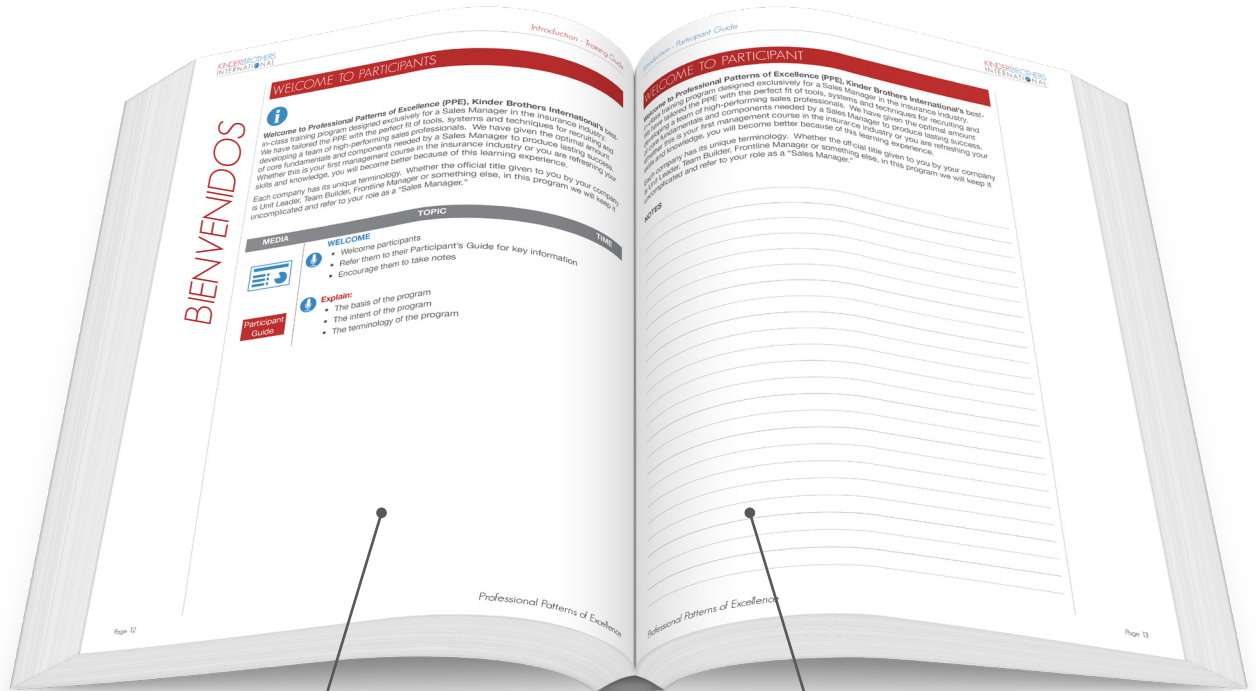 Introduction - Training Guide
KINDERBROTHERS
INTERNATIONAL
WELCOME TO PARTICIPANTS
BIENVENIDOS
Welcome to Professional Patterns of Excellence (PPE), Kinder Brothers International's best-
in-class training program designed exclusively for a Sales Manager in the insurance industry.
We have tailored the PPE with the perfect fit of tools, systems and techniques for recruiting and
developing a team of high-performing sales professionals. We have given the optimal amount
of core fundamentals and components needed by a Sales Manager to produce lasting success.
Whether this is your first management course in the insurance industry or you are refreshing your
skills and knowledge, you will become better because of this learning experience.
Each company has its unique terminology. Whether the official title given to you by your company
is Unit Leader, Team Builder, Frontline Manager or something else, in this program we will keep it
uncomplicated and refer to your role as a "Sales Manager."
MEDIA TOPIC TIME
WELCOME
• Welcome participants
• Refer them to their Participant's Guide for key information
• Encourage them to take notes
Explain:
• The basis of the program
• The intent of the program
• The terminology of the program
Participant
Guide
Professional Patterns of Excellence
Page 12
Introduction - Participant Guide
KINDERBROTHERS
INTERNATIONAL
WELCOME TO PARTICIPANT
Welcome to Professional Patterns of Excellence (PPE), Kinder Brothers International's best-
in-class training program designed exclusively for a Sales Manager in the insurance industry.
We have tailored the PPE with the perfect fit of tools, systems and techniques for recruiting and
developing a team of high-performing sales professionals. We have given the optimal amount
of core fundamentals and components needed by a Sales Manager to produce lasting success.
Whether this is your first management course in the insurance industry or you are refreshing your
skills and knowledge, you will become better because of this learning experience.
Each company has its unique terminology. Whether the official title given to you by your company
is Unit Leader, Team Builder, Frontline Manager or something else, in this program we will keep it
uncomplicated and refer to your role as a "Sales Manager."
NOTES
Professional Patterns of Excellence
Page 13